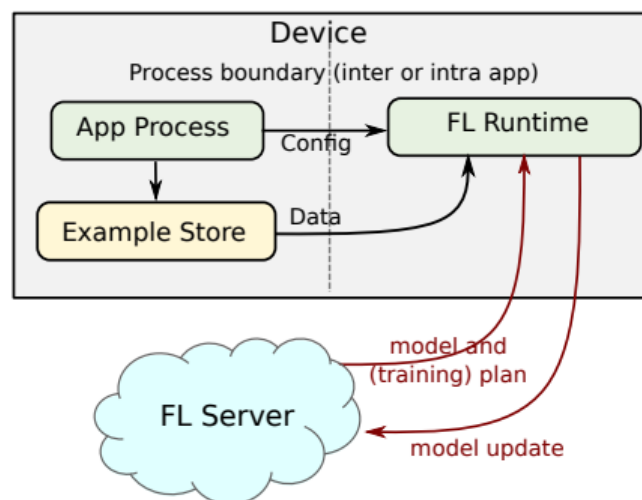 Device
Process boundary (inter or intra app)
App Process
FL Runtime
Config
Example Store
Data
model and
(training) plan
FL Server
model update